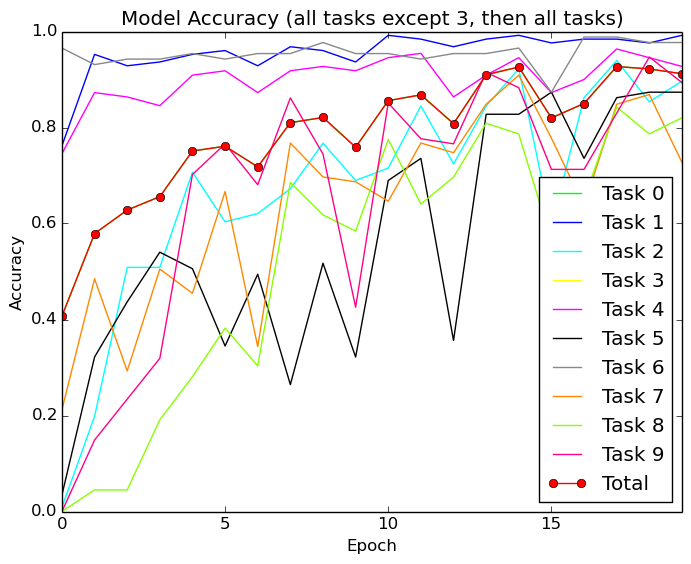 Model Accuracy (all tasks except 3, then all tasks)
1.0
0.8
0.6
0.4
0.2
0.0
Accuracy
0
5
10
15
Epoch
Task 0
Task 1
Task 2
Task 3
Task 4
Task 5
Task 6
Task 7
Task 8
Task 9
Total